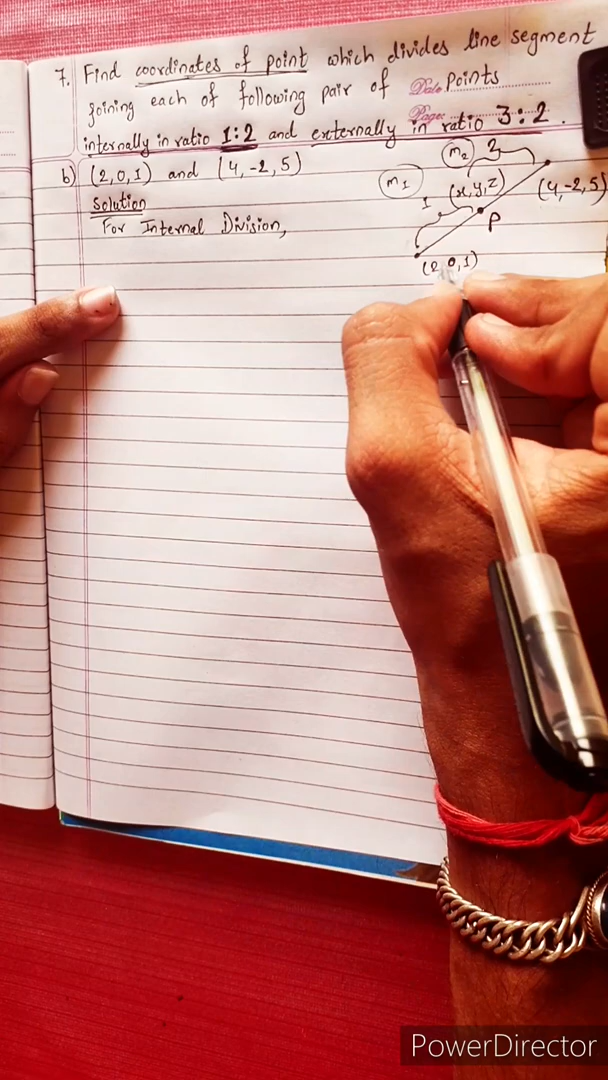 7. Find coordinates of point which divides line segment
joining each of following pair of points
Date
Page:
internally in ratio 1:2 and externally in ratio 3:2.
b) (2,0,1) and (4,-2,5)
m2 2
m1 1 (x,y,z) (4,-2,5)
P
(2,0,1)
Solution
For Internal Division,
PowerDirector